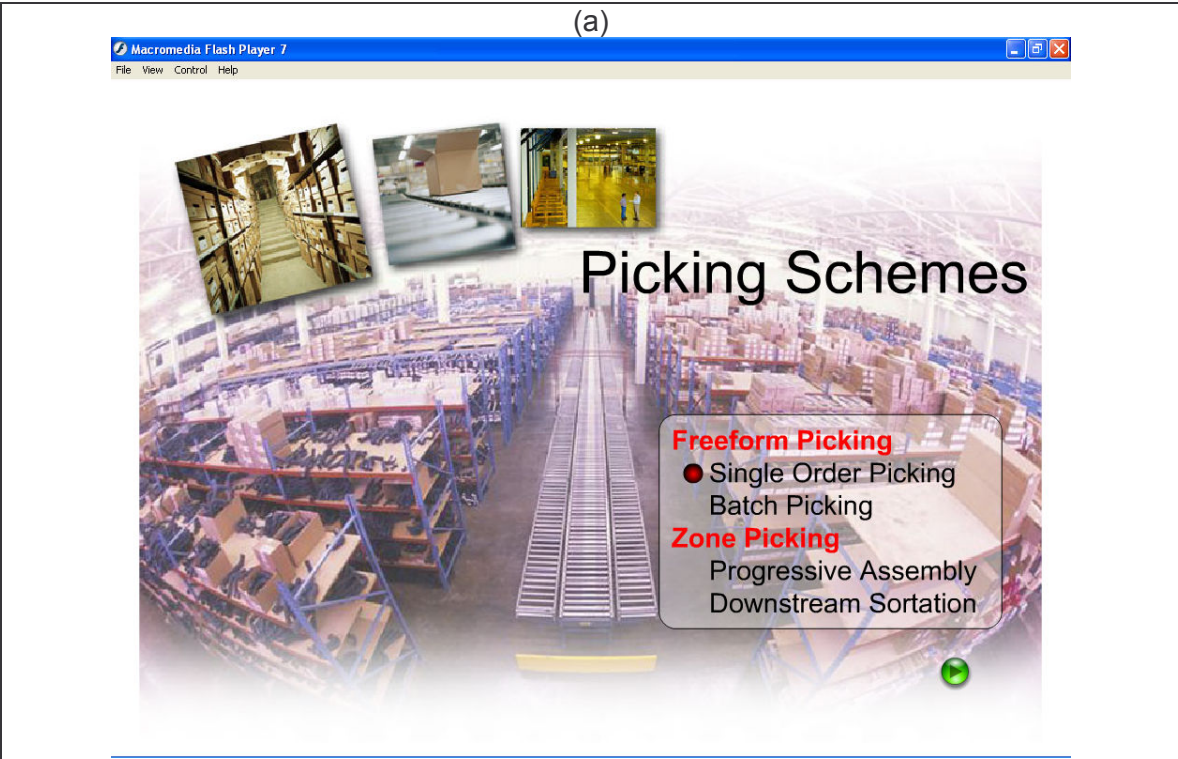 (a)
Macromedia Flash Player 7
File View Control Help
Picking Schemes
Freeform Picking
Single Order Picking
Batch Picking
Zone Picking
Progressive Assembly
Downstream Sortation